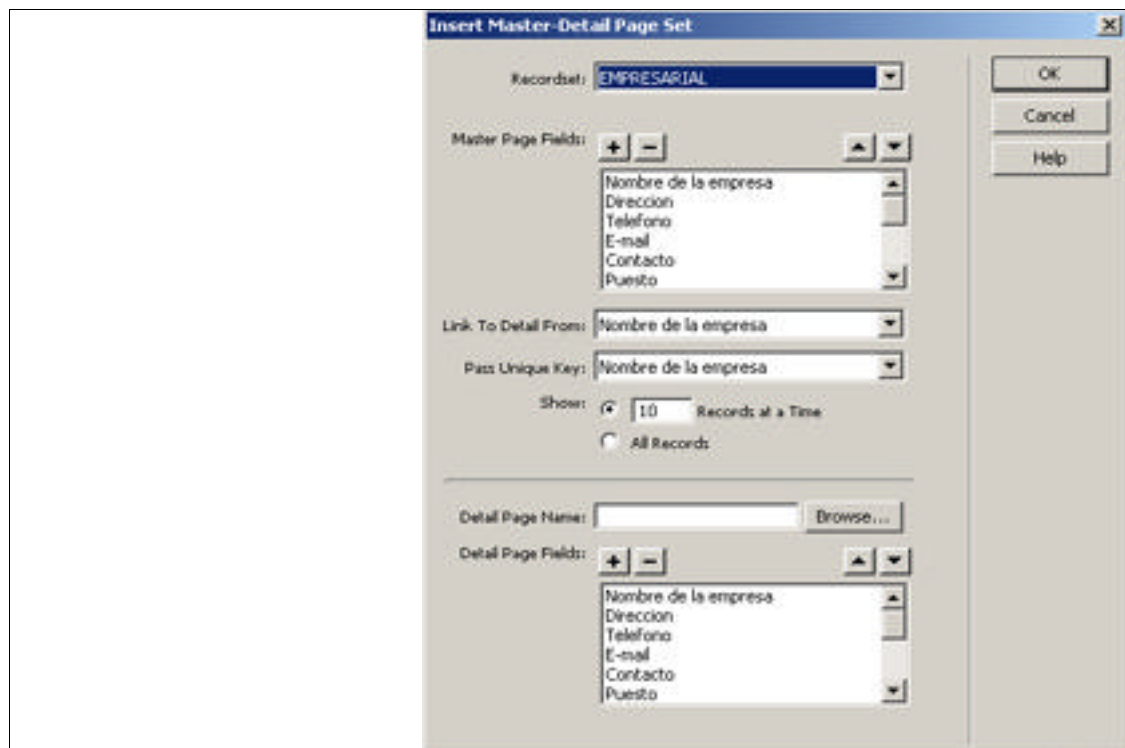 Insert Master-Detail Page Set
Recordset: EMPRESARIAL
OK
Cancel
Help
Master Page Fields:
Nombre de la empresa
Direccion
Telefono
E-mail
Contacto
Puesto
Link To Detail From: Nombre de la empresa
Pass Unique Key: Nombre de la empresa
Show: 10 Records at a Time
All Records
Detail Page Name: Browse...
Detail Page Fields:
Nombre de la empresa
Direccion
Telefono
E-mail
Contacto
Puesto